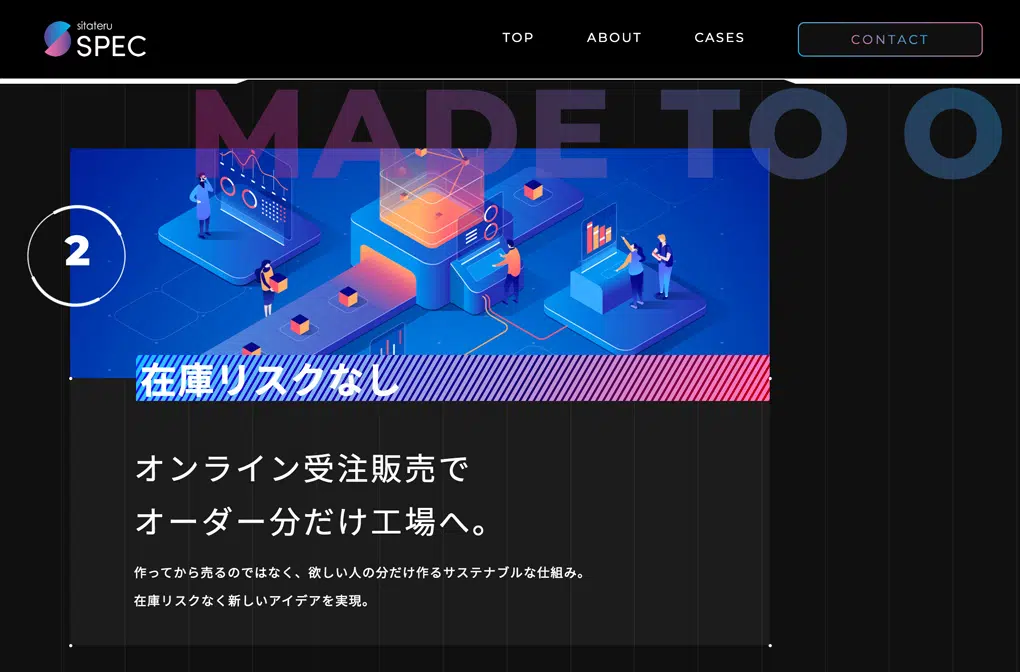 sitateru
SPEC
TOP
ABOUT
CASES
CONTACT
MADE TO O
2
在庫リスクなし
オンライン受注販売で
オーダー分だけ工場へ。
作ってから売るのではなく、欲しい人の分だけ作るサステナブルな仕組み。
在庫リスクなく新しいアイデアを実現。